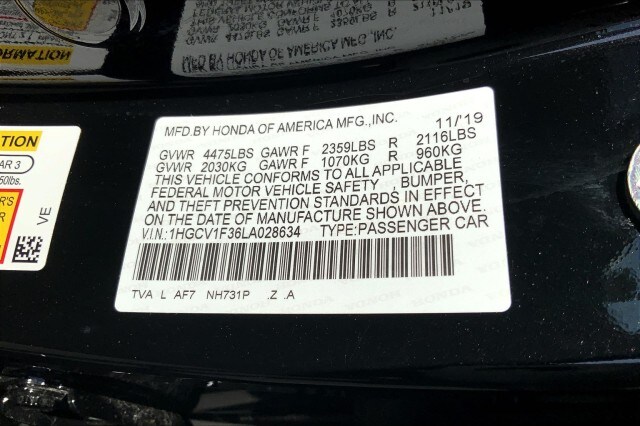 MFD.BY HONDA OF AMERICA MFG.,INC. 11/'19
GVWR 4475LBS GAWR F 2359LBS R 2116LBS
GVWR 2030KG GAWR F 1070KG R 960KG
THIS VEHICLE CONFORMS TO ALL APPLICABLE
FEDERAL MOTOR VEHICLE SAFETY , BUMPER,
AND THEFT PREVENTION STANDARDS IN EFFECT
ON THE DATE OF MANUFACTURE SHOWN ABOVE.
V.I.N.:1HGCV1F36LA028634 TYPE:PASSENGER CAR
TVA L AF7 NH731P .Z .A
VE